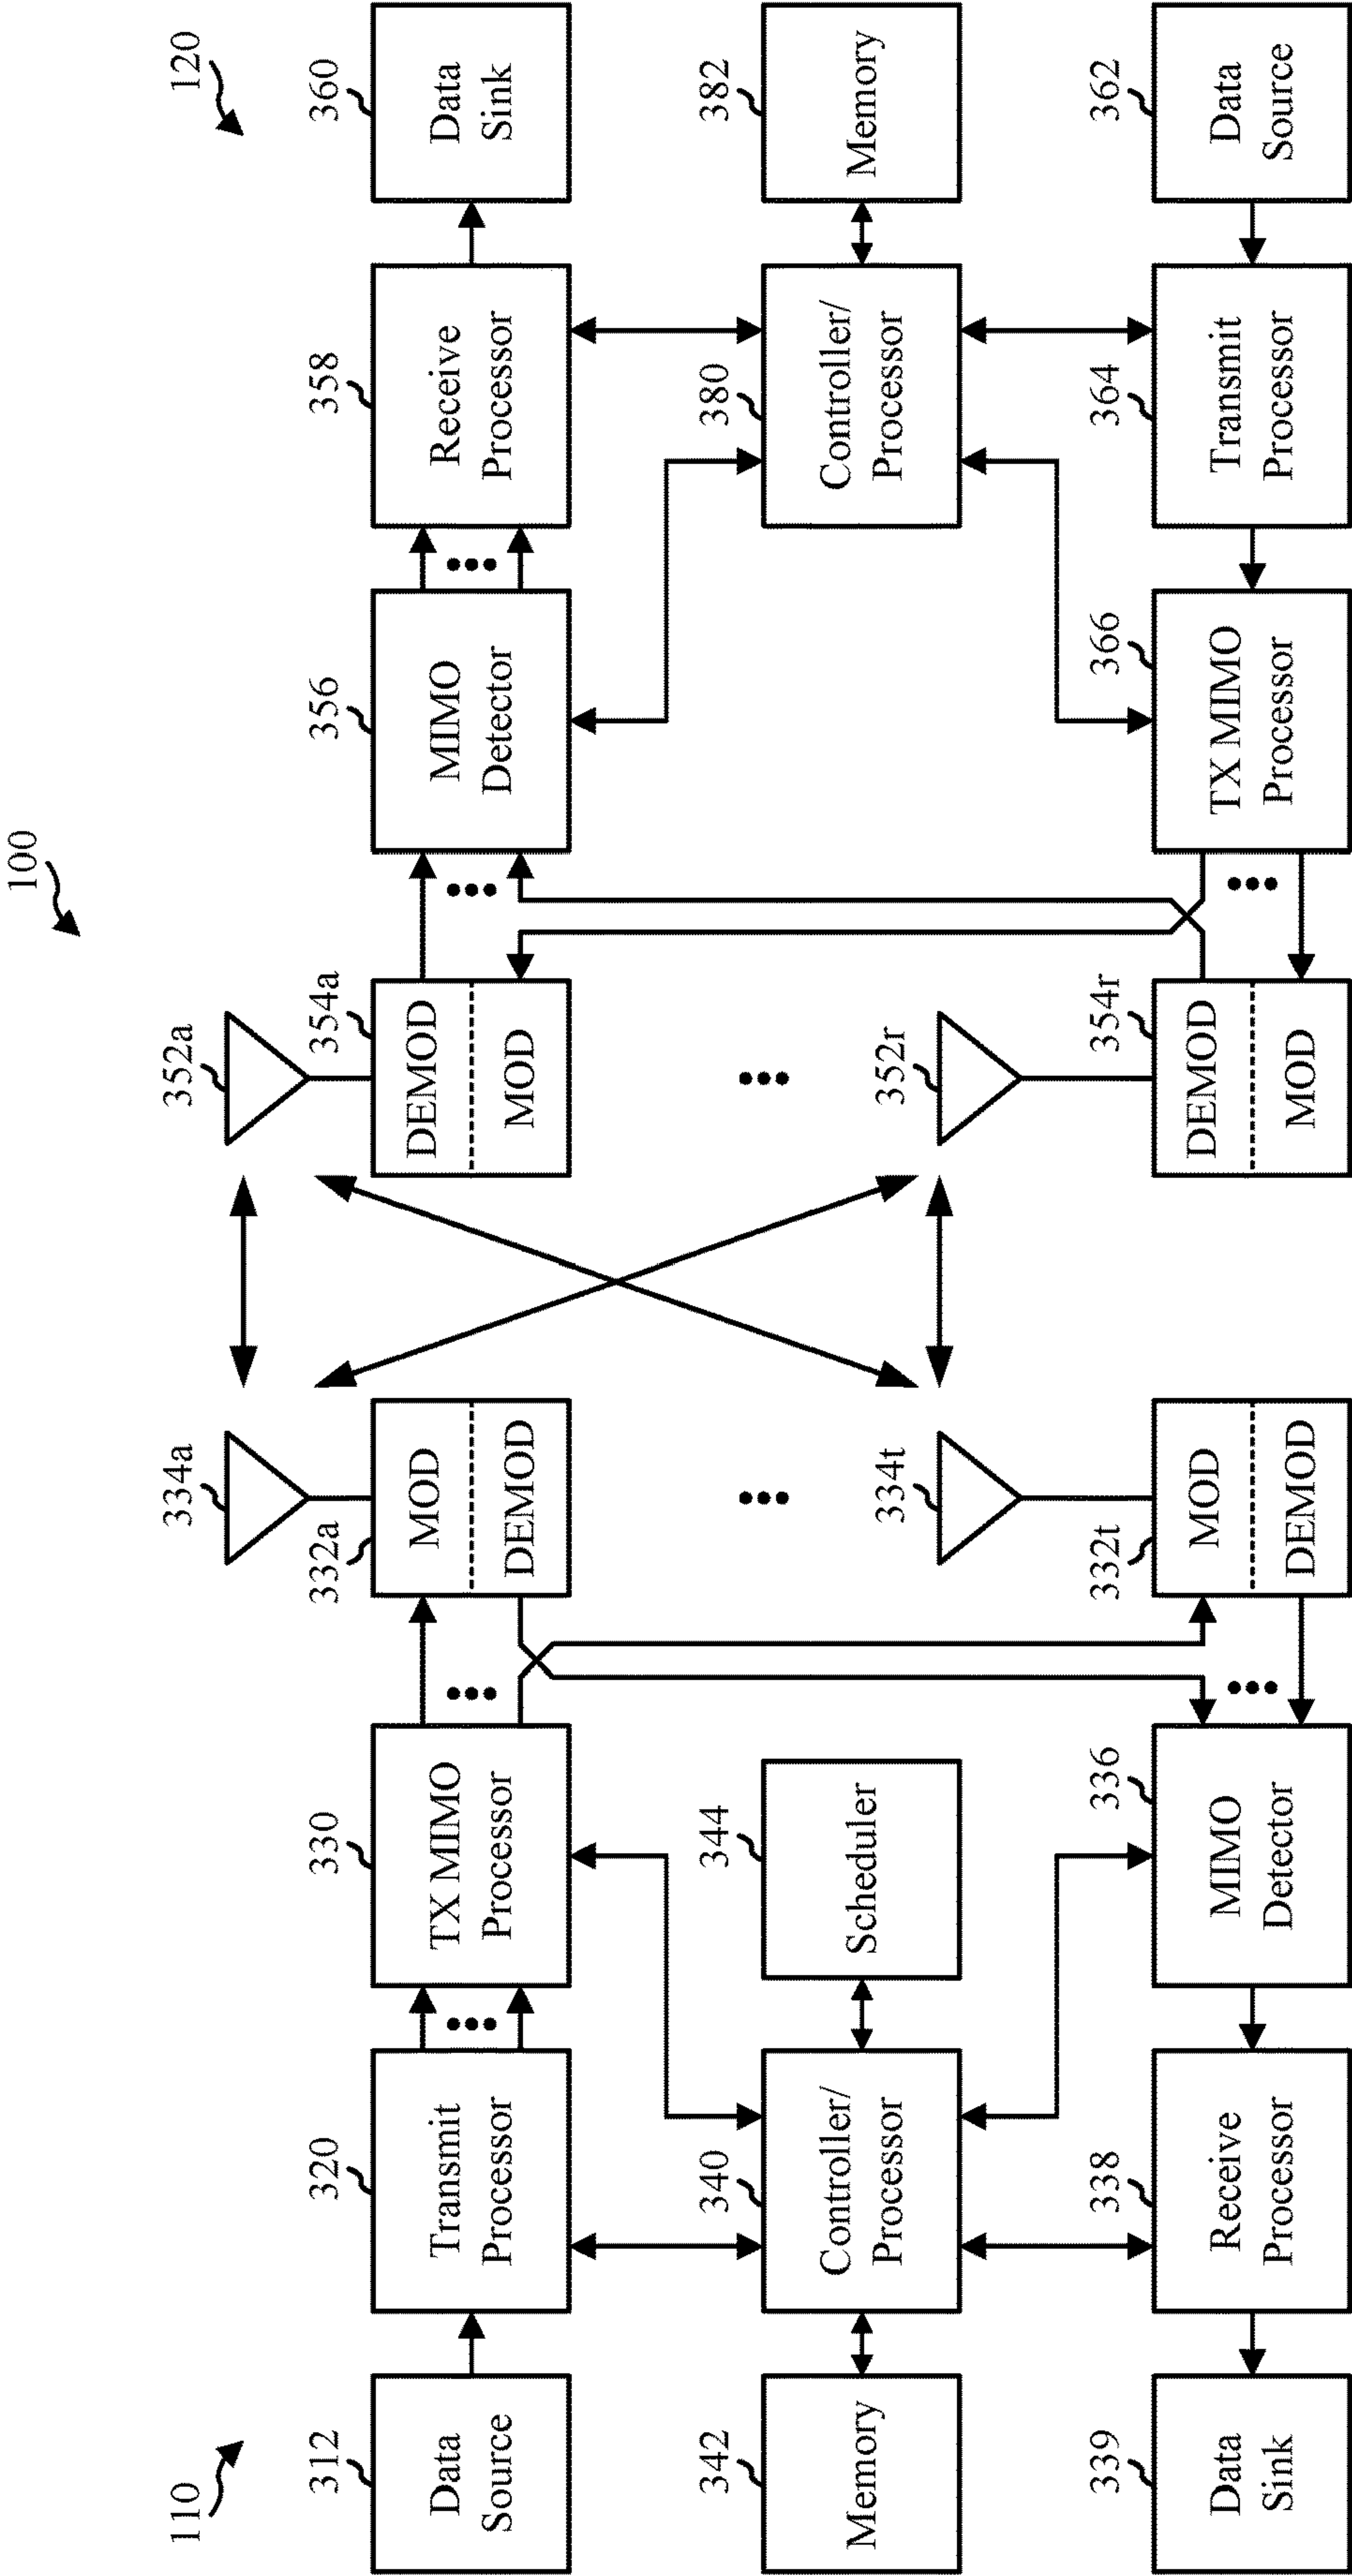 100
110
120
334a
352a
312
320
330
332a
354a
356
358
360
Data
Source
Transmit
Processor
TX MIMO
Processor
MOD
DEMOD
DEMOD
MOD
MIMO
Detector
Receive
Processor
Data
Sink
342
340
344
334t
352r
380
382
Memory
Controller/
Processor
Scheduler
Controller/
Processor
Memory
339
338
336
332t
354r
366
364
362
Data
Sink
Receive
Processor
MIMO
Detector
MOD
DEMOD
DEMOD
MOD
TX MIMO
Processor
Transmit
Processor
Data
Source